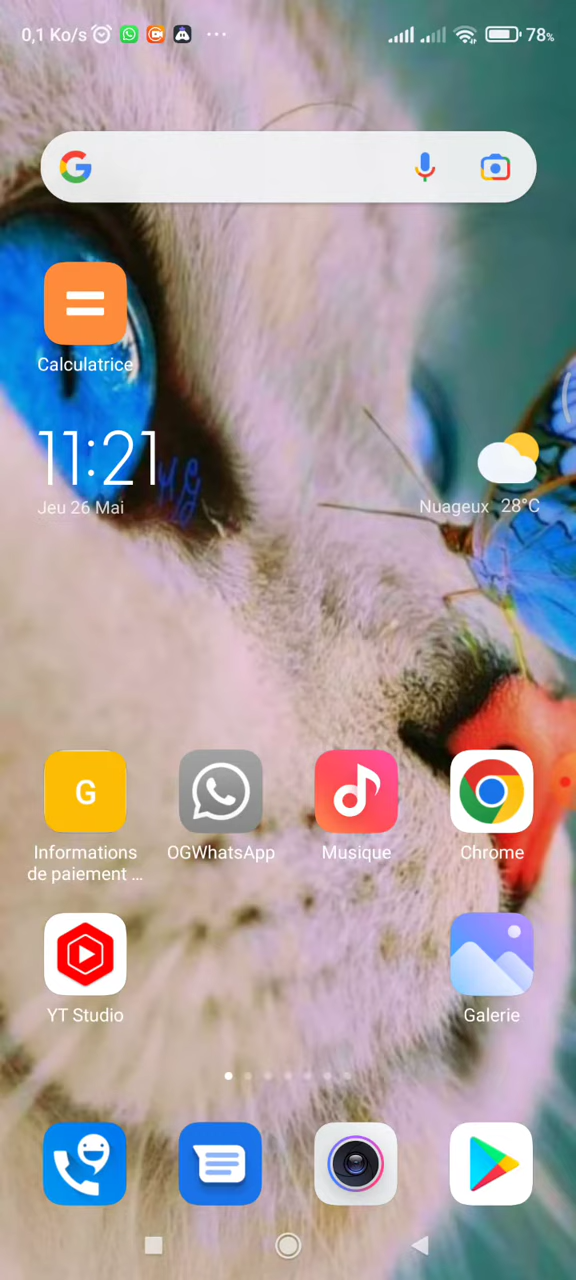 0,1 Ko/s 78%
Calculatrice
11:21
Jeu 26 Mai
Nuageux 28°C
G
Informations
de paiement ...
OGWhatsApp
Musique
Chrome
YT Studio
Galerie